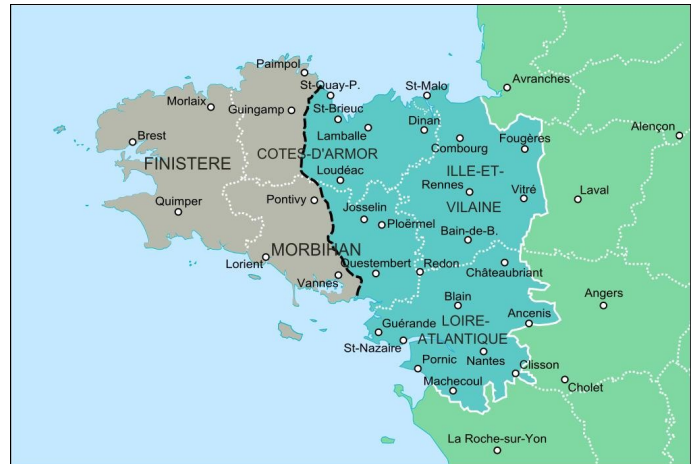 Paimpol
St-Quay-P.
St-Malo
Avranches
Morlaix
Guingamp
St-Brieuc
Dinan
Alençon
Brest
Lamballe
Combourg
Fougères
FINISTERE
COTES-D'ARMOR
Loudéac
ILLE-ET-
VILAINE
Rennes
Vitré
Laval
Quimper
Pontivy
Josselin
Ploërmel
Bain-de-B.
MORBIHAN
Lorient
Vannes
Questembert
Redon
Châteaubriant
Blain
Angers
Guérande
LOIRE-
ATLANTIQUE
Ancenis
St-Nazaire
Pornic
Nantes
Clisson
Machecoul
Cholet
La Roche-sur-Yon